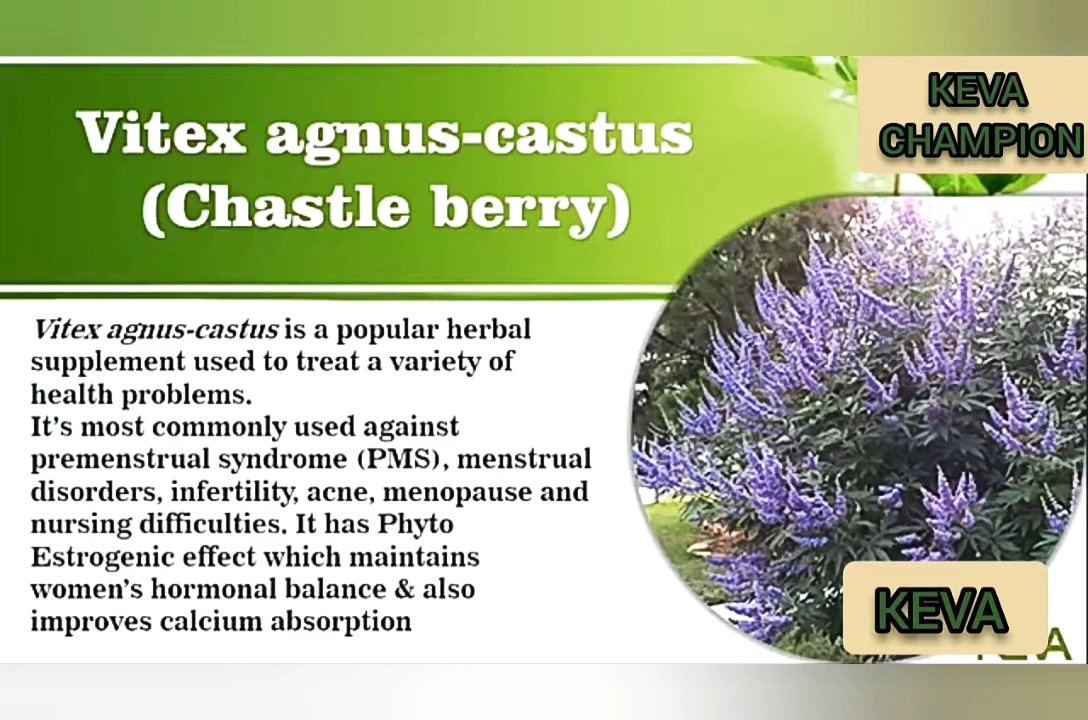 Vitex agnus-castus
(Chastle berry)
KEVA
CHAMPION
Vitex agnus-castus is a popular herbal
supplement used to treat a variety of
health problems.
It's most commonly used against
premenstrual syndrome (PMS), menstrual
disorders, infertility, acne, menopause and
nursing difficulties. It has Phyto
Estrogenic effect which maintains
women's hormonal balance & also
improves calcium absorption
KEVA